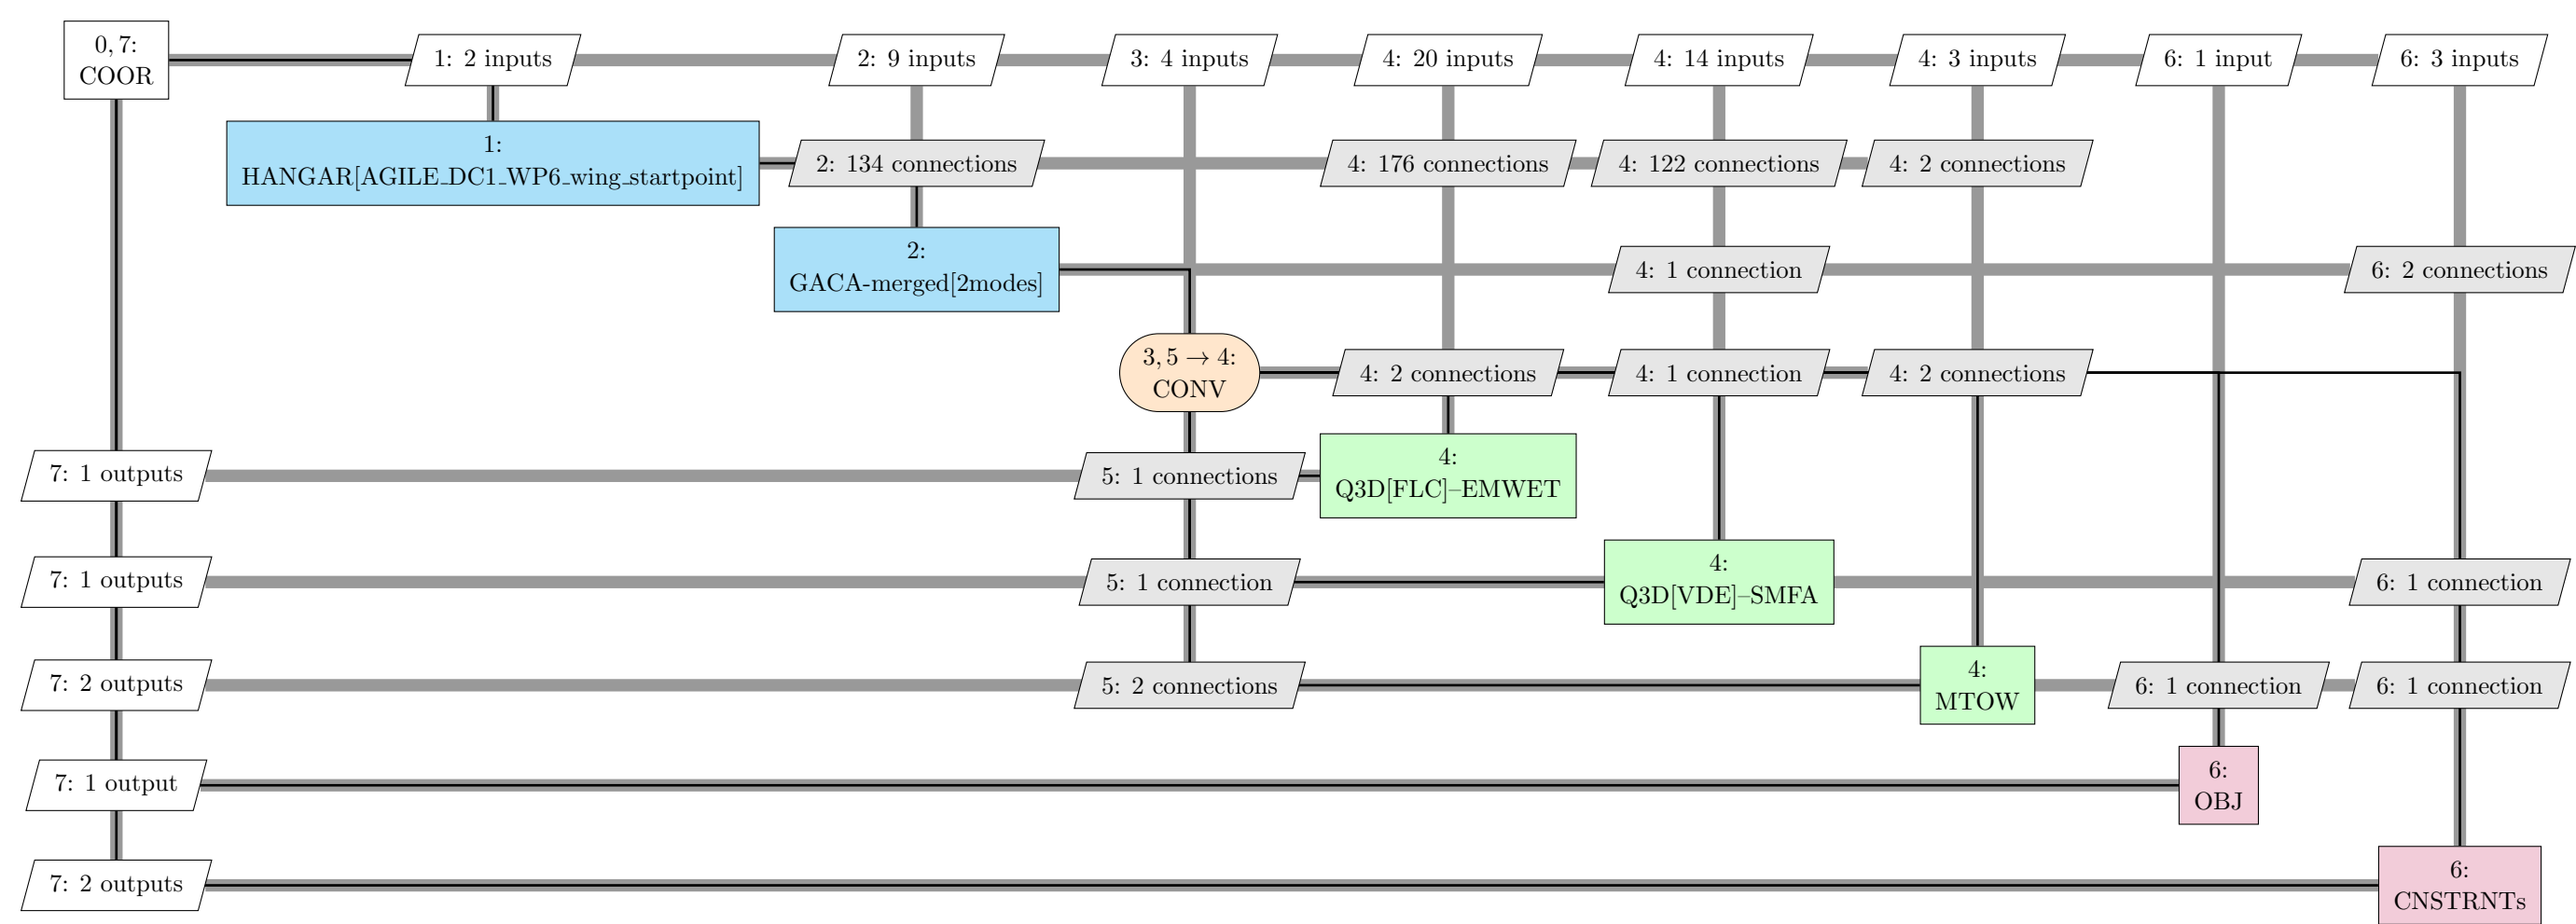 0, 7:
COOR
1: 2 inputs
2: 9 inputs
3: 4 inputs
4: 20 inputs
4: 14 inputs
4: 3 inputs
6: 1 input
6: 3 inputs
1:
HANGAR[AGILE_DC1_WP6_wing_startpoint]
2: 134 connections
4: 176 connections
4: 122 connections
4: 2 connections
2:
GACA-merged[2modes]
4: 1 connection
6: 2 connections
3, 5 → 4:
CONV
4: 2 connections
4: 1 connection
4: 2 connections
7: 1 outputs
5: 1 connections
4:
Q3D[FLC]–EMWET
7: 1 outputs
5: 1 connection
4:
Q3D[VDE]–SMFA
6: 1 connection
7: 2 outputs
5: 2 connections
4:
MTOW
6: 1 connection
6: 1 connection
7: 1 output
6:
OBJ
7: 2 outputs
6:
CNSTRNTs